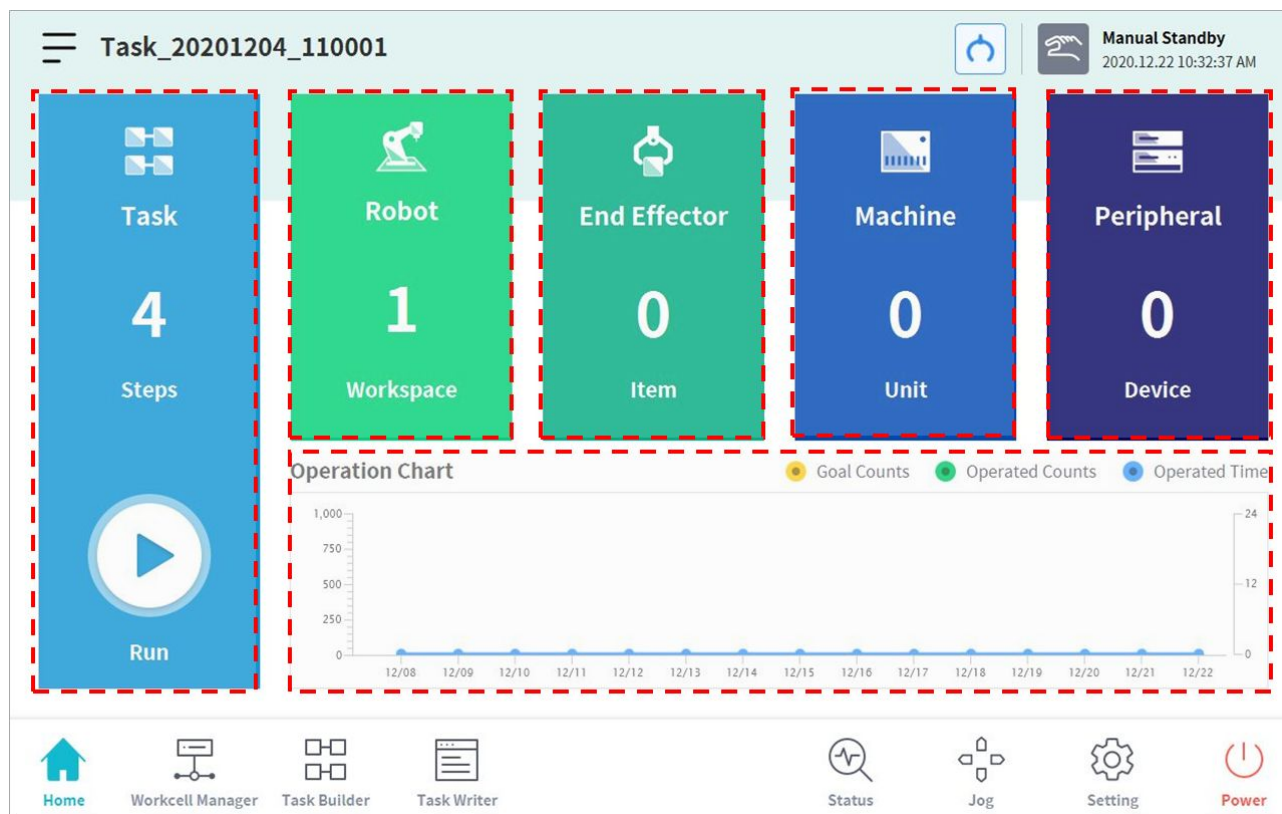 Task_20201204_110001
Manual Standby
2020.12.22 10:32:37 AM
Task
4
Steps
Run
Robot
1
Workspace
End Effector
0
Item
Machine
0
Unit
Peripheral
0
Device
Operation Chart
Goal Counts
Operated Counts
Operated Time
1,000
750
500
250
0
24
12
0
12/08 12/09 12/10 12/11 12/12 12/13 12/14 12/15 12/16 12/17 12/18 12/19 12/20 12/21 12/22
Home
Workcell Manager
Task Builder
Task Writer
Status
Jog
Setting
Power